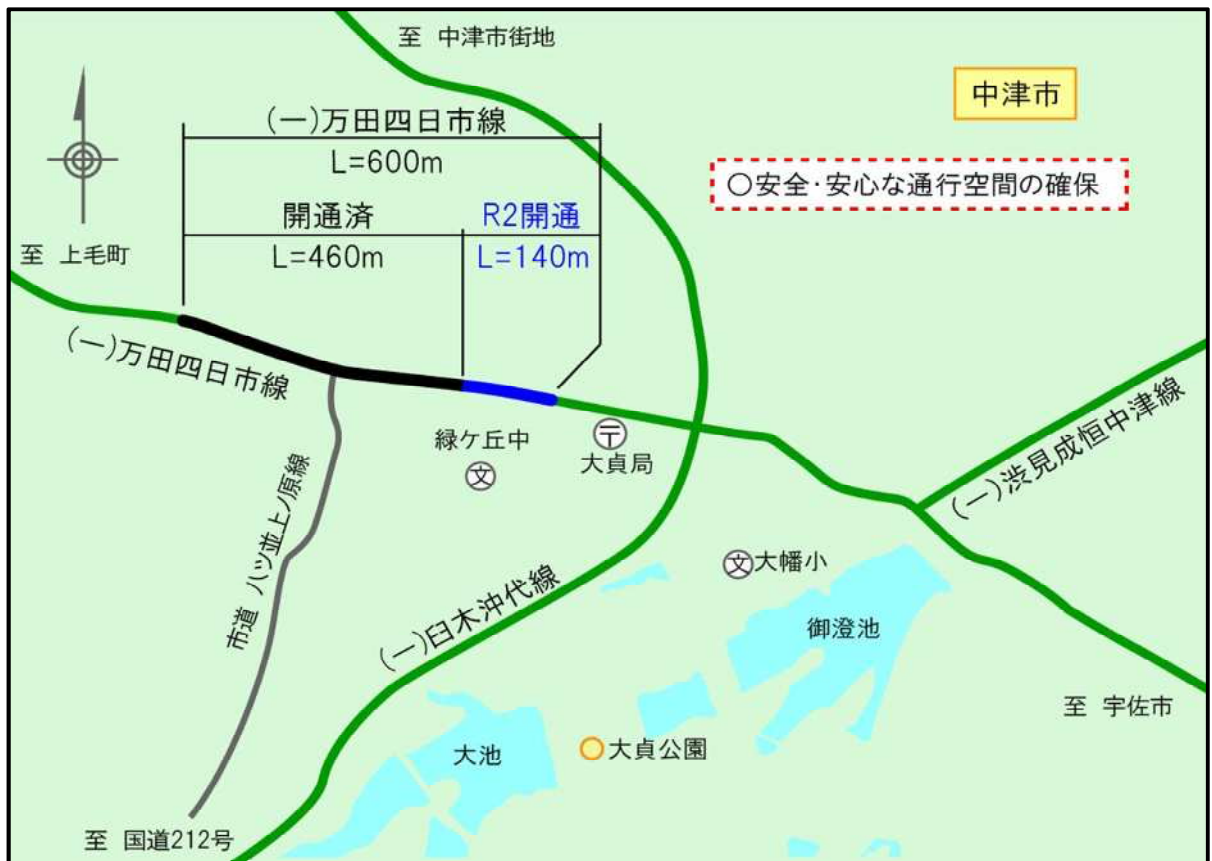 至 中津市街地
中津市
(一)万田四日市線
L=600m
○安全・安心な通行空間の確保
開通済
R2開通
L=460m
L=140m
至 上毛町
(一)万田四日市線
(一)渋見成恒中津線
緑ケ丘中
文
〒
大貞局
市道 八ツ並上ノ原線
文
大幡小
(一)臼木沖代線
御澄池
至 宇佐市
大池
大貞公園
至 国道212号